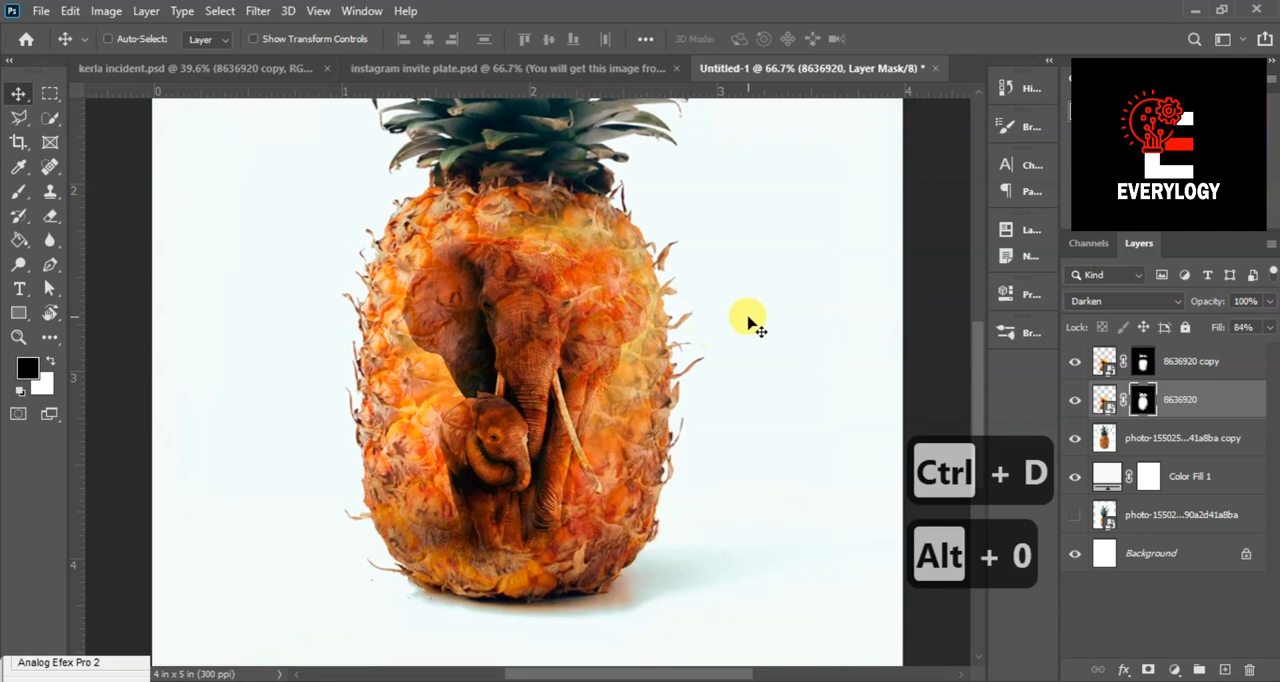 Ps File Edit Image Layer Type Select Filter 3D View Window Help
Auto-Select: Layer Show Transform Controls 3D Mode:
kerla incident.psd @ 39.6% (8636920 copy, RG... × instagram invite plate.psd @ 66.7% (You will get this image fro... × Untitled-1 @ 66.7% (8636920, Layer Mask/8) * ×
0 1 2 3 4
2
3
4
Hi...
Br...
Ch...
Pa...
La...
N...
Pr...
Br...
EVERYLOGY
Channels Layers
Kind
Darken Opacity: 100%
Lock: Fill: 84%
8636920 copy
8636920
photo-155025...41a8ba copy
Color Fill 1
photo-15502...90a2d41a8ba
Background
Ctrl + D
Alt + 0
Analog Efex Pro 2
4 in x 5 in (300 ppi)